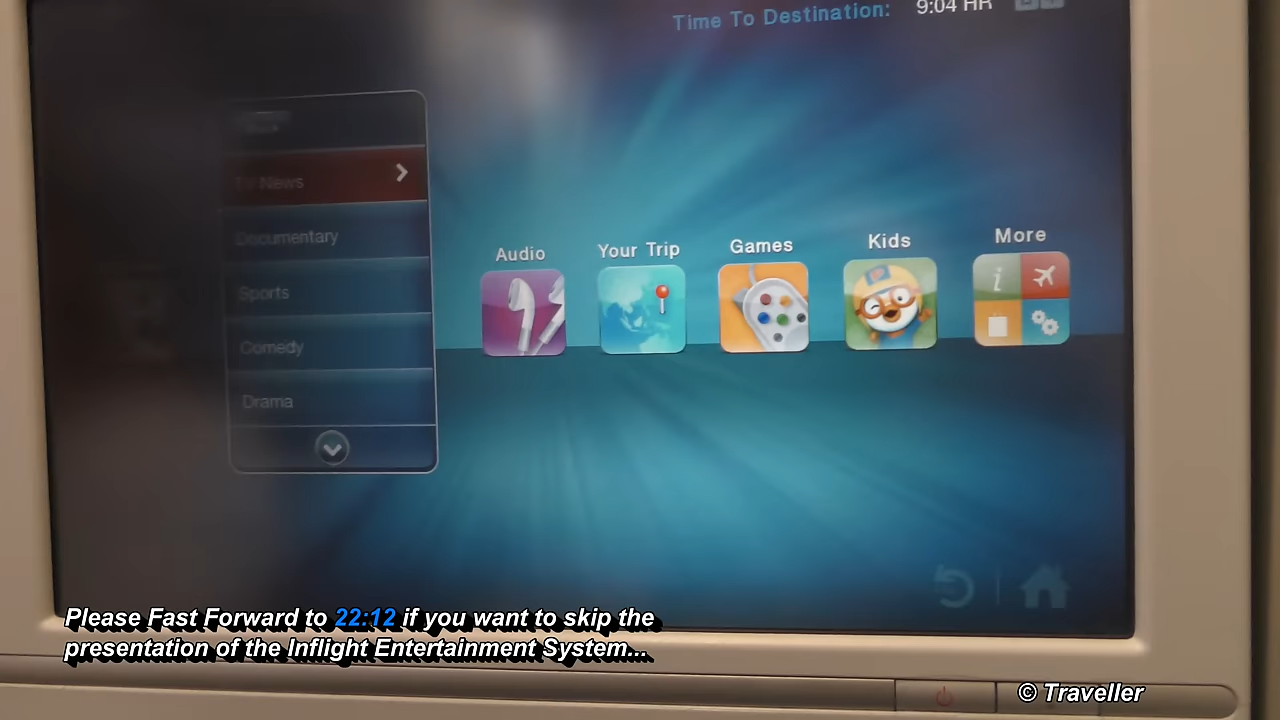 Time To Destination: 9:04 HR
TV News
Documentary
Sports
Comedy
Drama
Audio
Your Trip
Games
Kids
More
i
Please Fast Forward to 22:12 if you want to skip the
presentation of the Inflight Entertainment System...
© Traveller